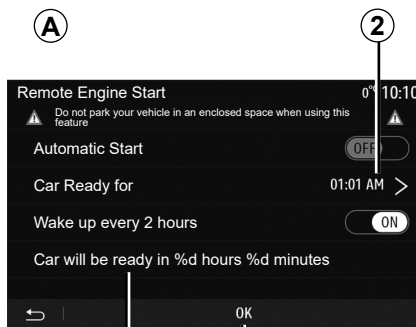 A
2
Remote Engine Start
0° 10:10
Do not park your vehicle in an enclosed space when using this
feature
Automatic Start
OFF
Car Ready for
01:01 AM
Wake up every 2 hours
ON
Car will be ready in %d hours %d minutes
OK